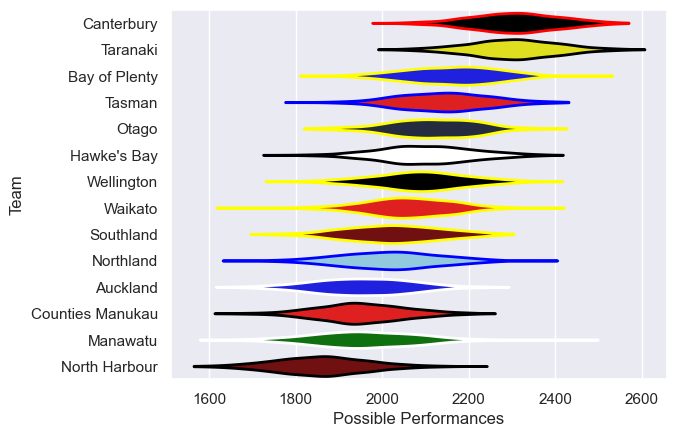 Canterbury
Taranaki
Bay of Plenty
Tasman
Otago
Hawke's Bay
Wellington
Waikato
Southland
Northland
Auckland
Counties Manukau
Manawatu
North Harbour
Team
1600 1800 2000 2200 2400 2600
Possible Performances